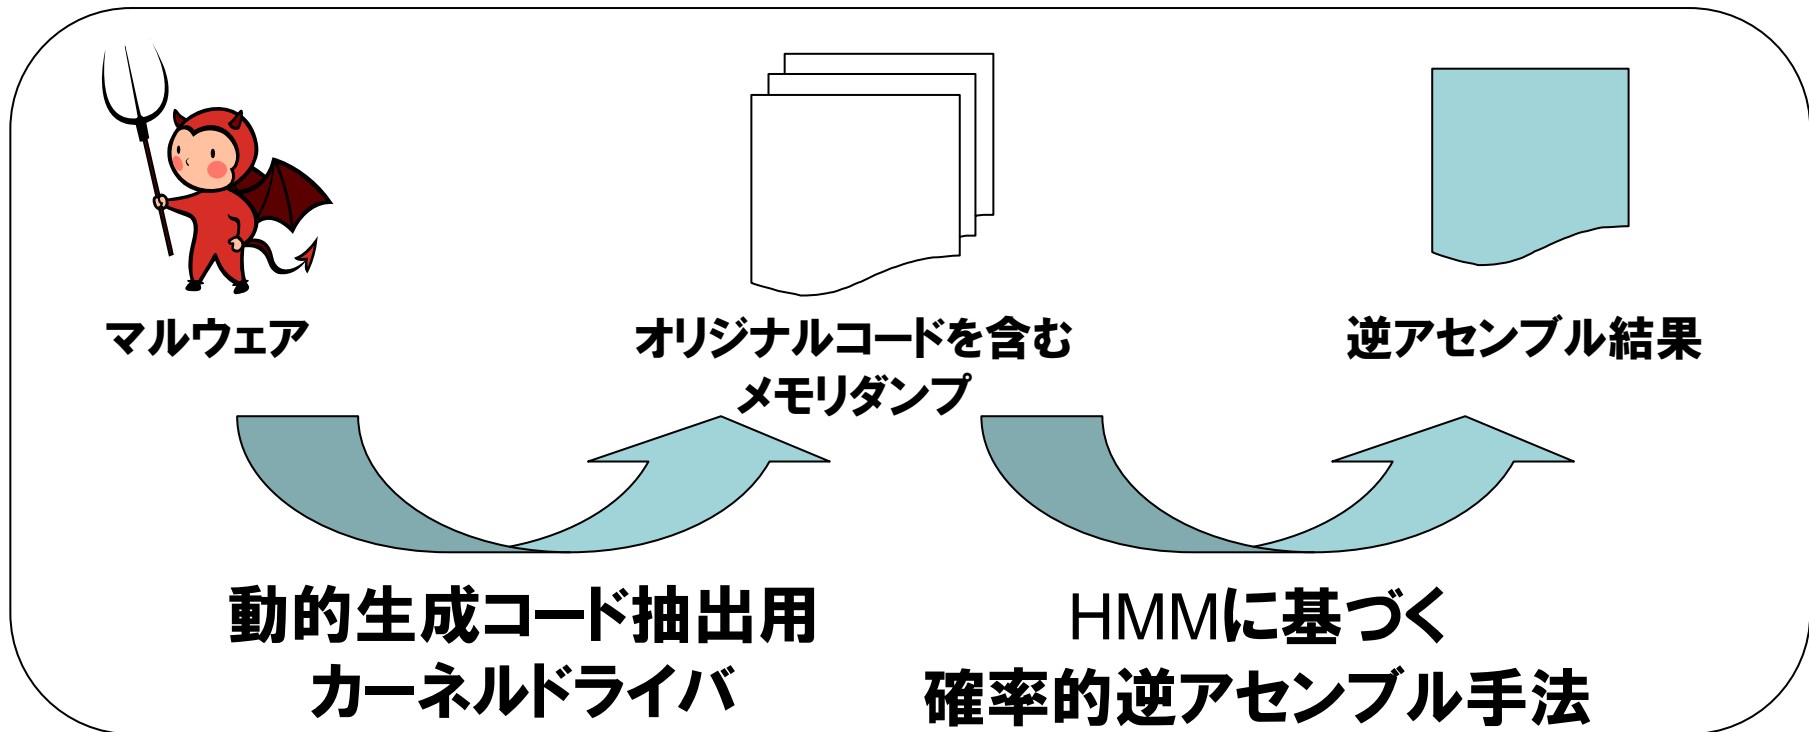 マルウェア
オリジナルコードを含む
メモリダンプ
逆アセンブル結果
動的生成コード抽出用
カーネルドライバ
HMMに基づく
確率的逆アセンブル手法